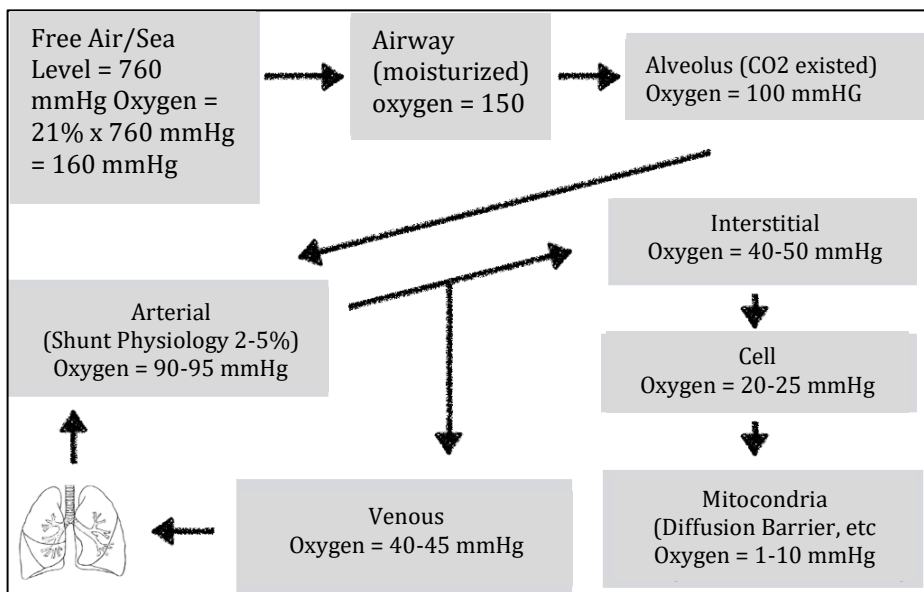 Free Air/Sea
Level = 760
mmHg Oxygen =
21% x 760 mmHg
= 160 mmHg
Airway
(moisturized)
oxygen = 150
Alveolus (CO2 existed)
Oxygen = 100 mmHG
Interstitial
Oxygen = 40-50 mmHg
Arterial
(Shunt Physiology 2-5%)
Oxygen = 90-95 mmHg
Cell
Oxygen = 20-25 mmHg
Venous
Oxygen = 40-45 mmHg
Mitocondria
(Diffusion Barrier, etc
Oxygen = 1-10 mmHg